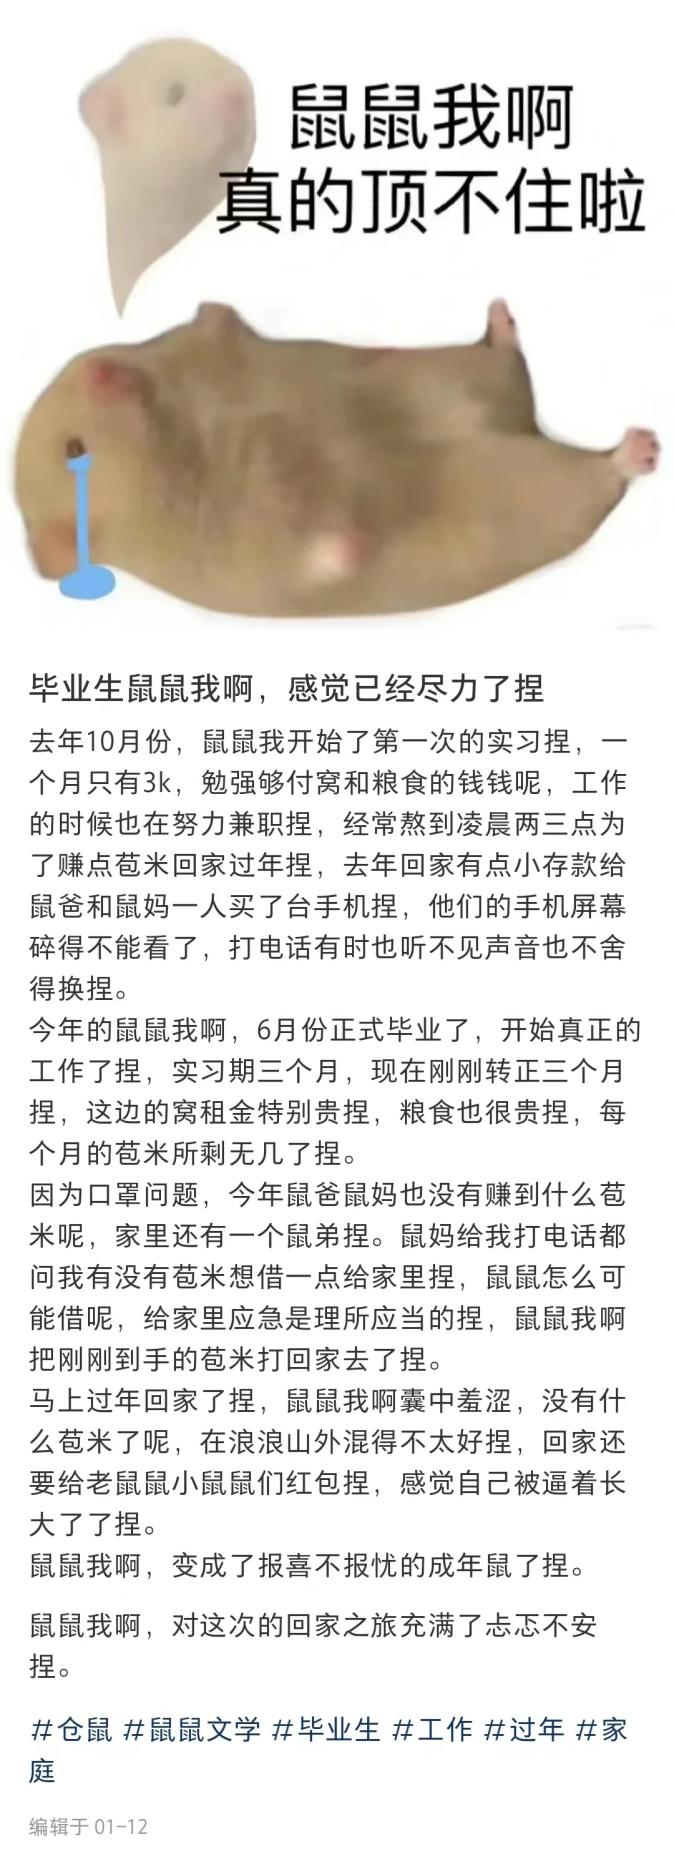 鼠鼠我啊
真的顶不住啦
毕业生鼠鼠我啊，感觉已经尽力了捏
去年10月份，鼠鼠我开始了第一次的实习捏，一
个月只有3k，勉强够付窝和粮食的钱钱呢，工作
的时候也在努力兼职捏，经常熬到凌晨两三点为
了赚点苞米回家过年捏，去年回家有点小存款给
鼠爸和鼠妈一人买了台手机捏，他们的手机屏幕
碎得不能看了，打电话有时也听不见声音也不舍
得换捏。
今年的鼠鼠我啊，6月份正式毕业了，开始真正的
工作了捏，实习期三个月，现在刚刚转正三个月
捏，这边的窝租金特别贵捏，粮食也很贵捏，每
个月的苞米所剩无几了捏。
因为口罩问题，今年鼠爸鼠妈也没有赚到什么苞
米呢，家里还有一个鼠弟捏。鼠妈给我打电话都
问我有没有苞米想借一点给家里捏，鼠鼠怎么可
能借呢，给家里应急是理所应当的捏，鼠鼠我啊
把刚刚到手的苞米打回家去了捏。
马上过年回家了捏，鼠鼠我啊囊中羞涩，没有什
么苞米了呢，在浪浪山外混得不太好捏，回家还
要给老鼠鼠小鼠鼠们红包捏，感觉自己被逼着长
大了了捏。
鼠鼠我啊，变成了报喜不报忧的成年鼠了捏。
鼠鼠我啊，对这次的回家之旅充满了忐忑不安
捏。
#仓鼠 #鼠鼠文学 #毕业生 #工作 #过年 #家
庭
编辑于 01-12